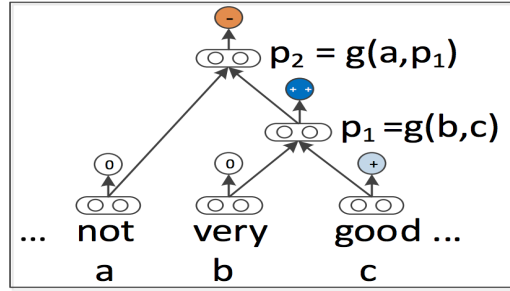 -
p₂ = g(a,p₁)
+ +
p₁ =g(b,c)
0 0 +
... not very good ...
a b c